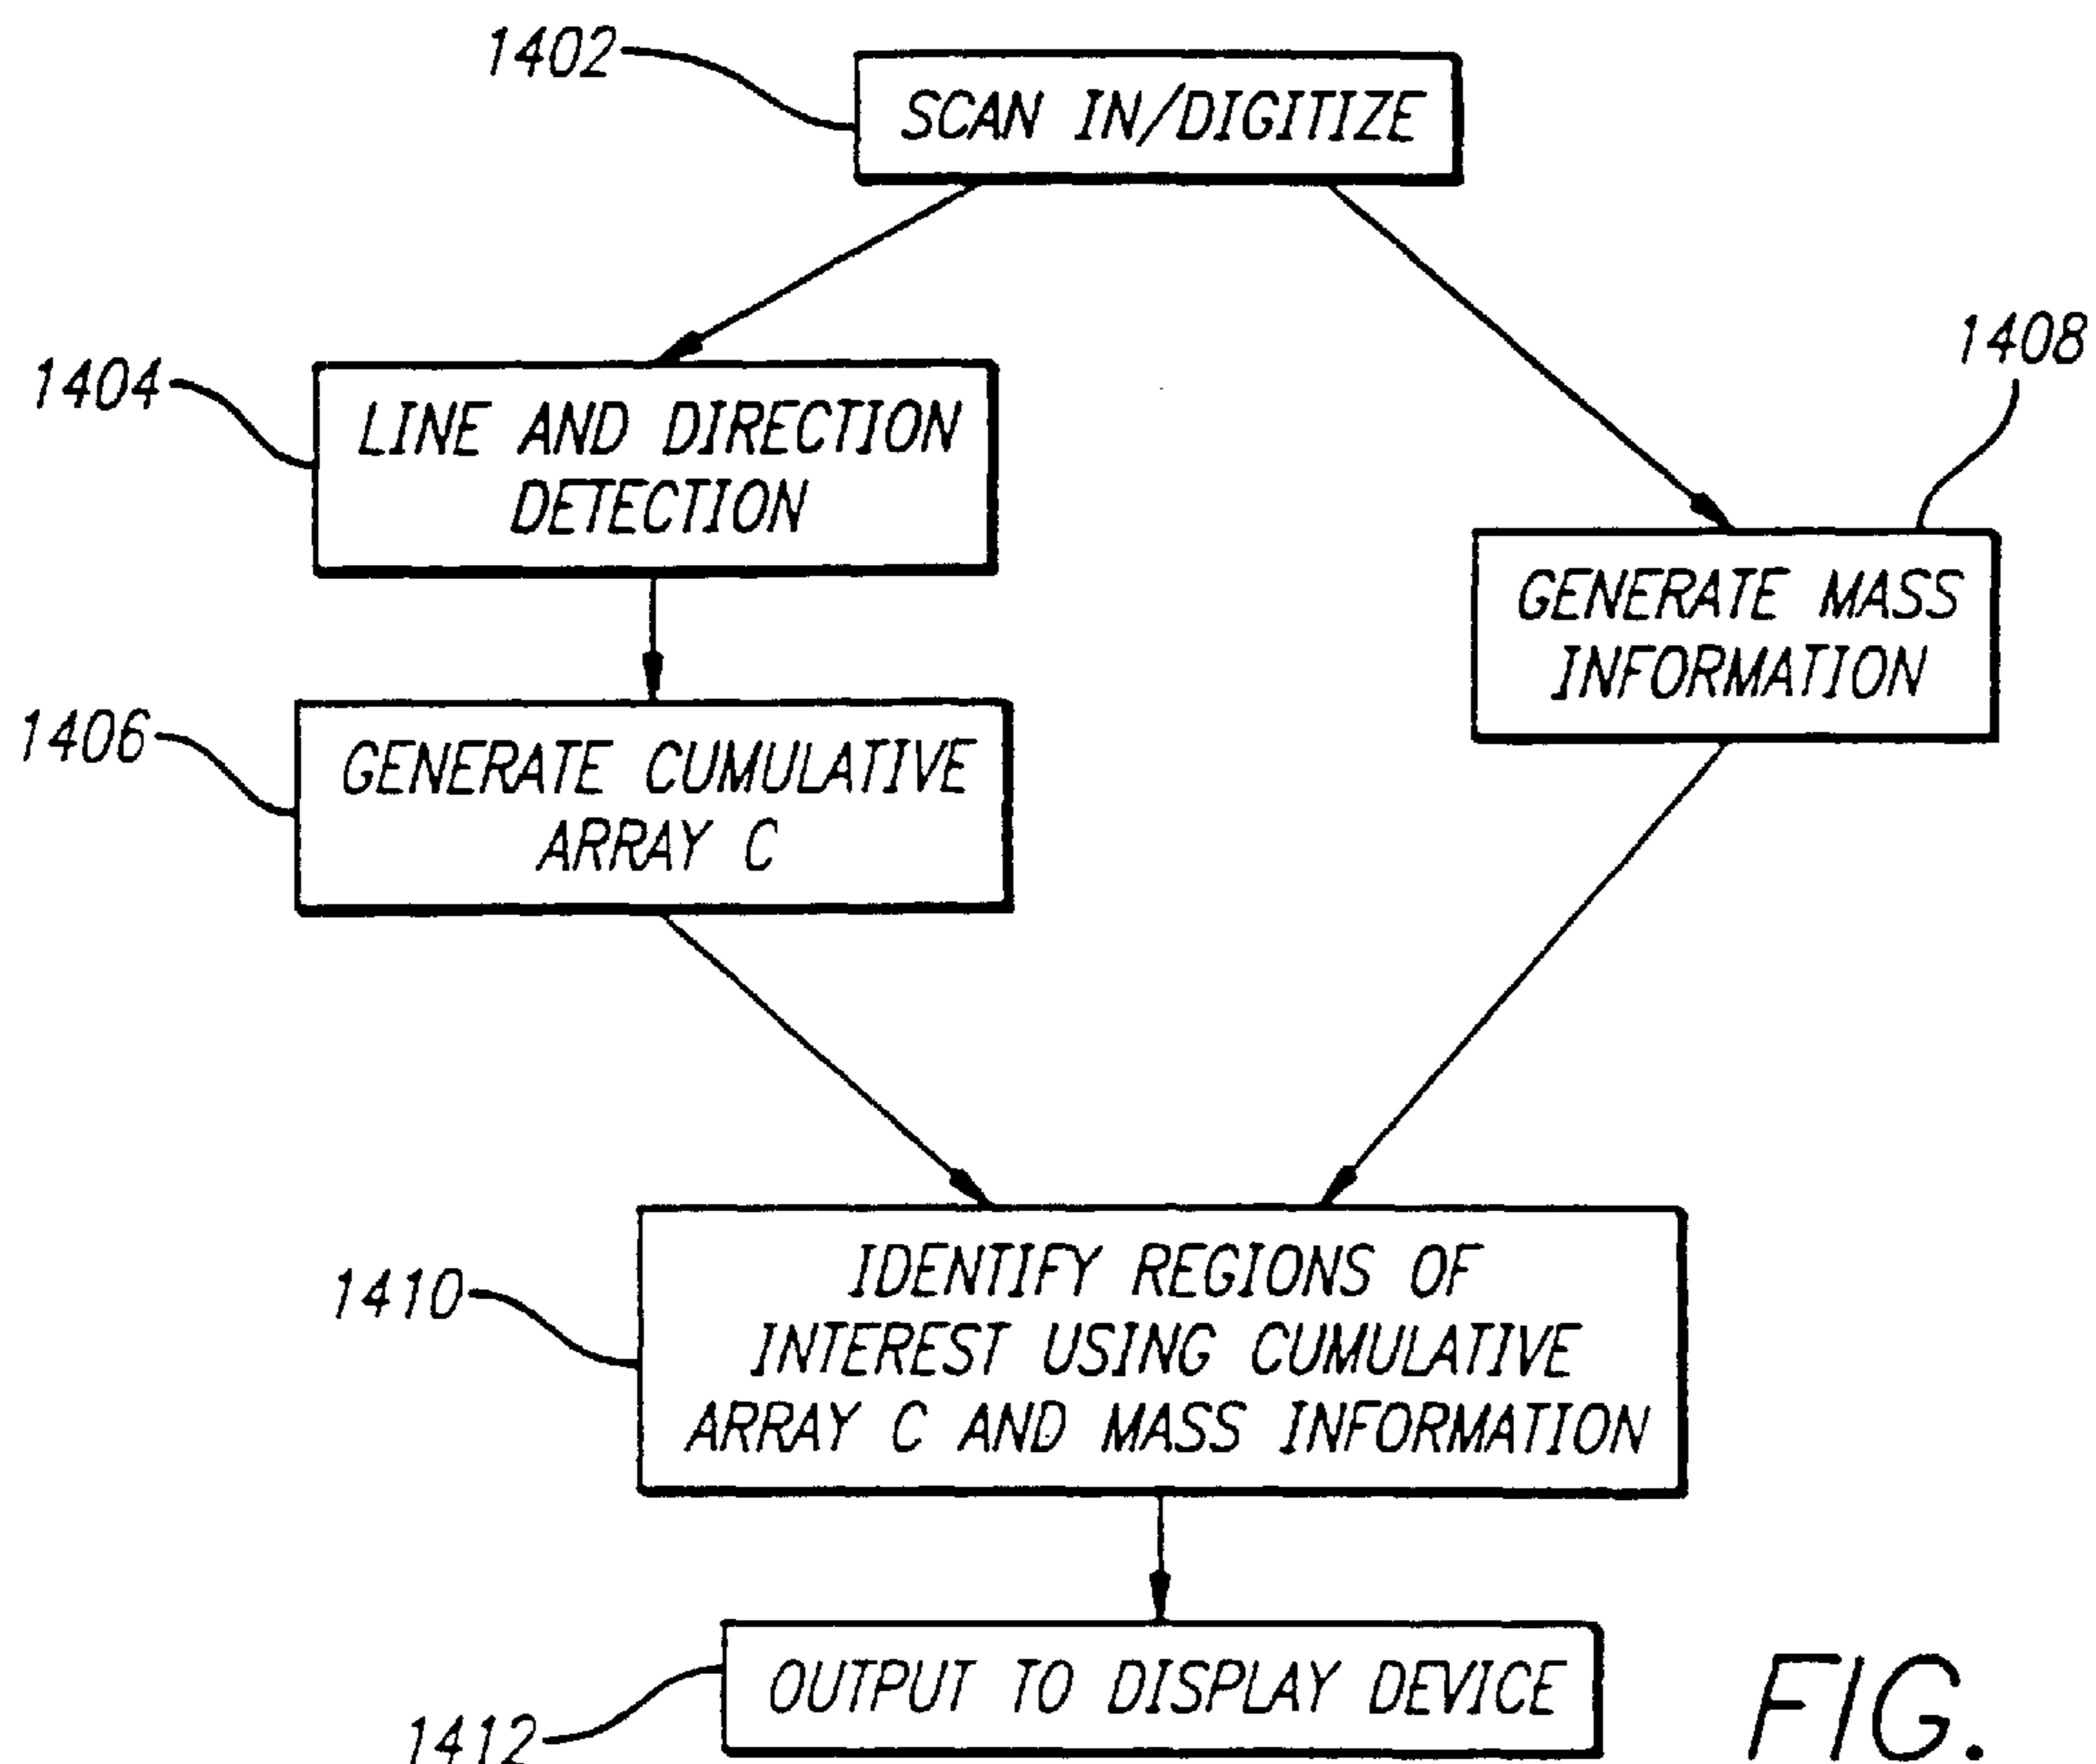 1402
SCAN IN/DIGITIZE
1404
LINE AND DIRECTION
DETECTION
1408
GENERATE MASS
INFORMATION
1406
GENERATE CUMULATIVE
ARRAY C
1410
IDENTIFY REGIONS OF
INTEREST USING CUMULATIVE
ARRAY C AND MASS INFORMATION
1412
OUTPUT TO DISPLAY DEVICE
FIG.